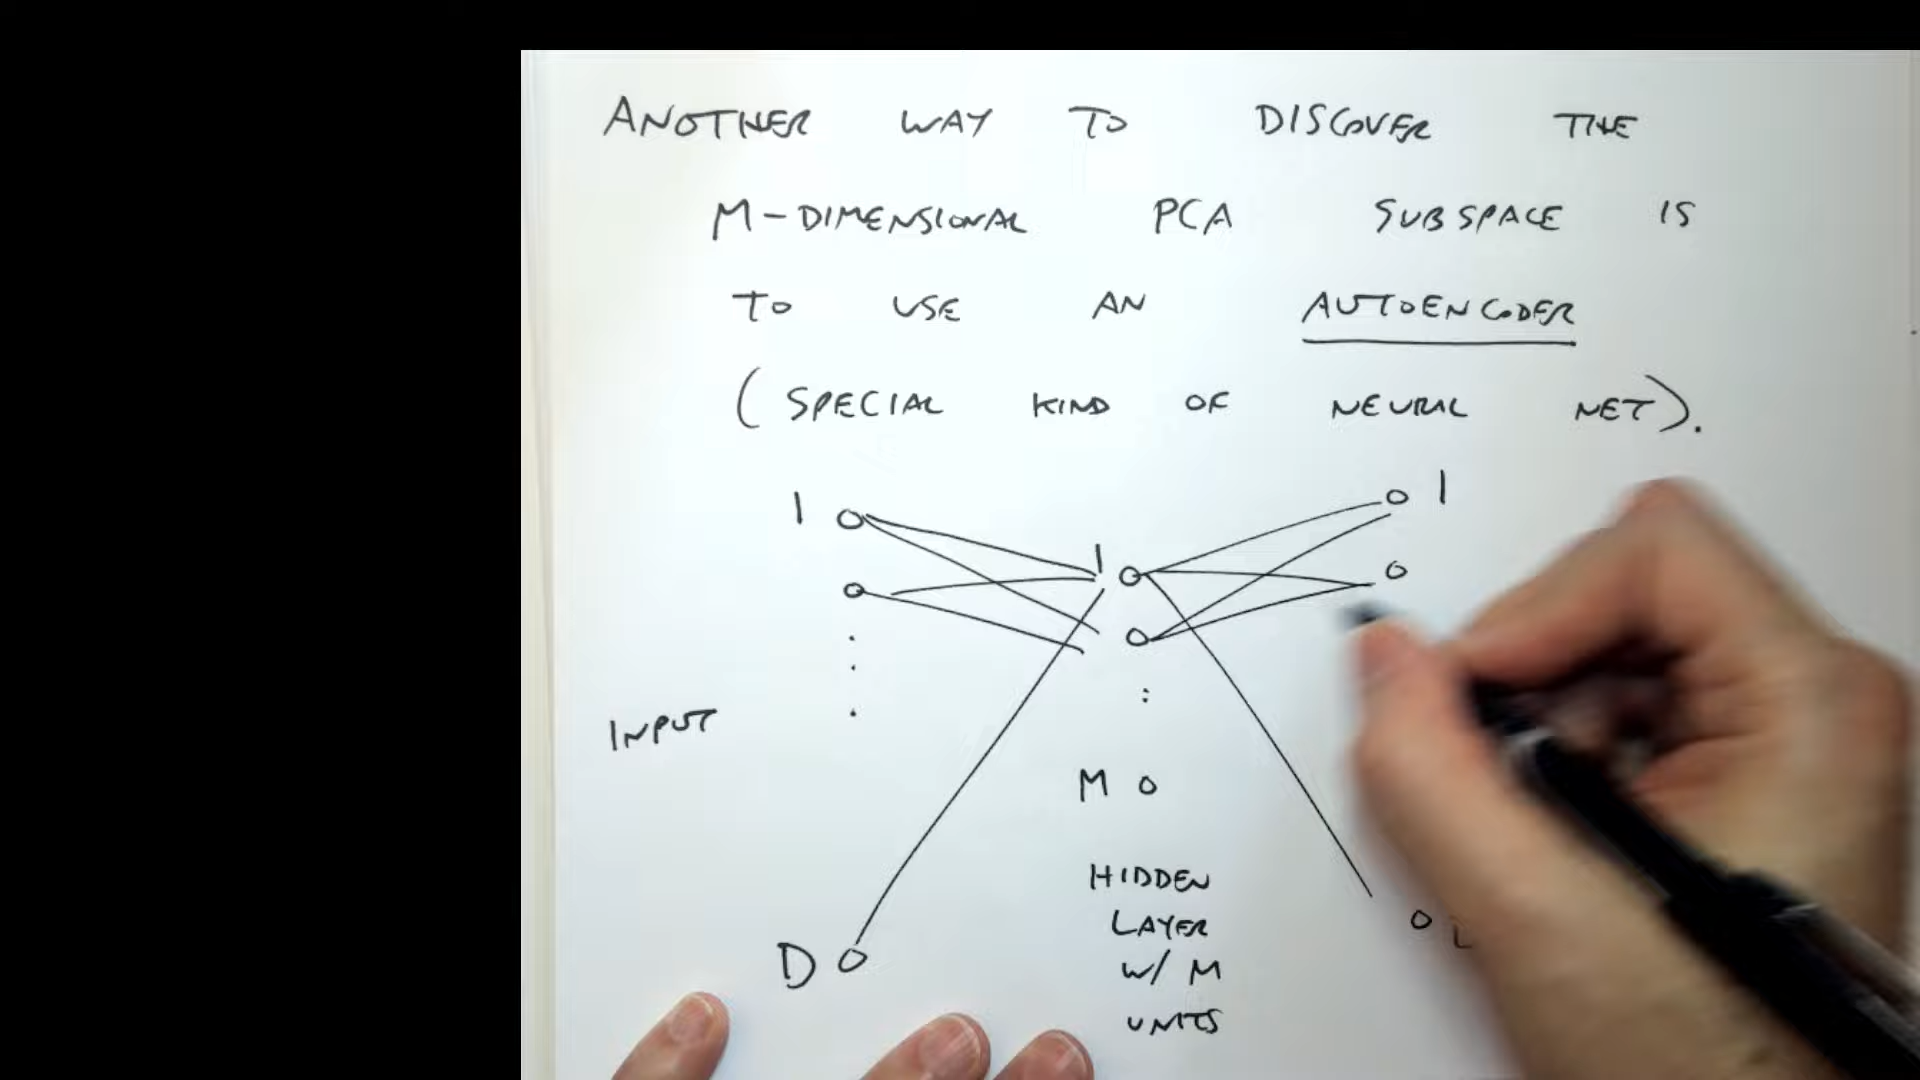 ANOTHER WAY TO DISCOVER THE
M-DIMENSIONAL PCA SUBSPACE IS
TO USE AN AUTOENCODER
(SPECIAL KIND OF NEURAL NET).
1
1
1
INPUT
M
HIDDEN
LAYER
W/ M
UNITS
D